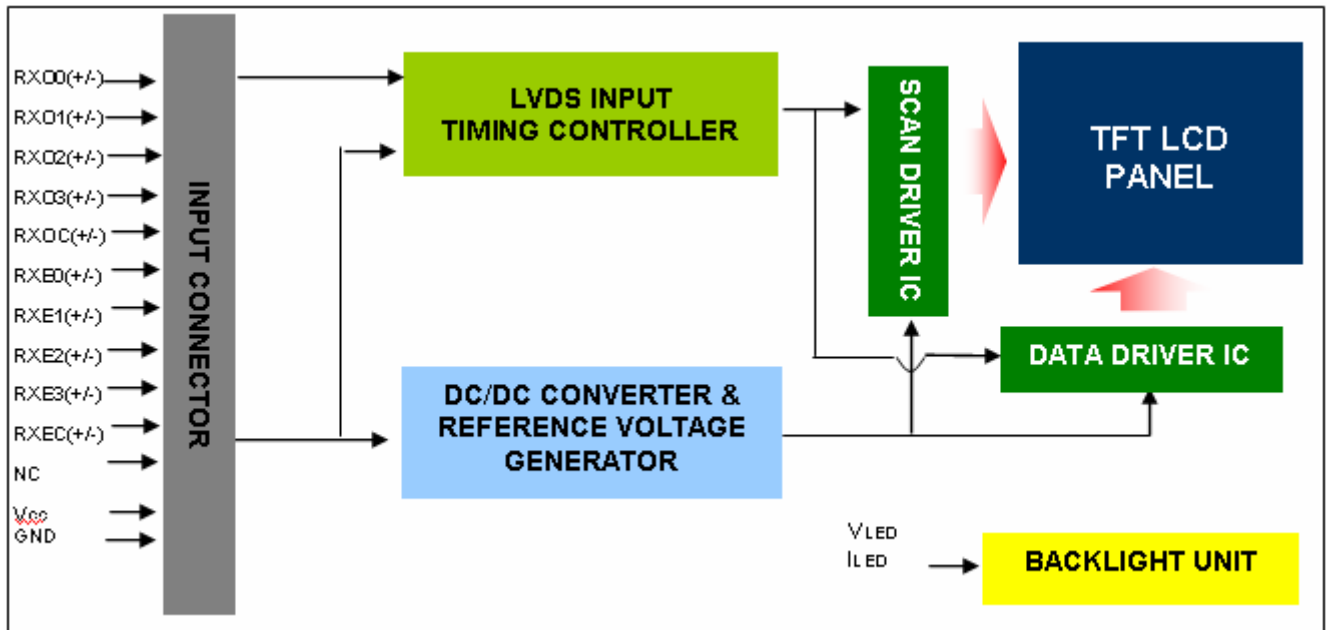 RXO0(+/-)
RXO1(+/-)
RXO2(+/-)
RXO3(+/-)
RXOC(+/-)
RXE0(+/-)
RXE1(+/-)
RXE2(+/-)
RXE3(+/-)
RXEC(+/-)
NC
Vcc
GND
INPUT CONNECTOR
LVDS INPUT
TIMING CONTROLLER
DC/DC CONVERTER &
REFERENCE VOLTAGE
GENERATOR
SCAN DRIVER IC
TFT LCD
PANEL
DATA DRIVER IC
VLED
ILED
BACKLIGHT UNIT